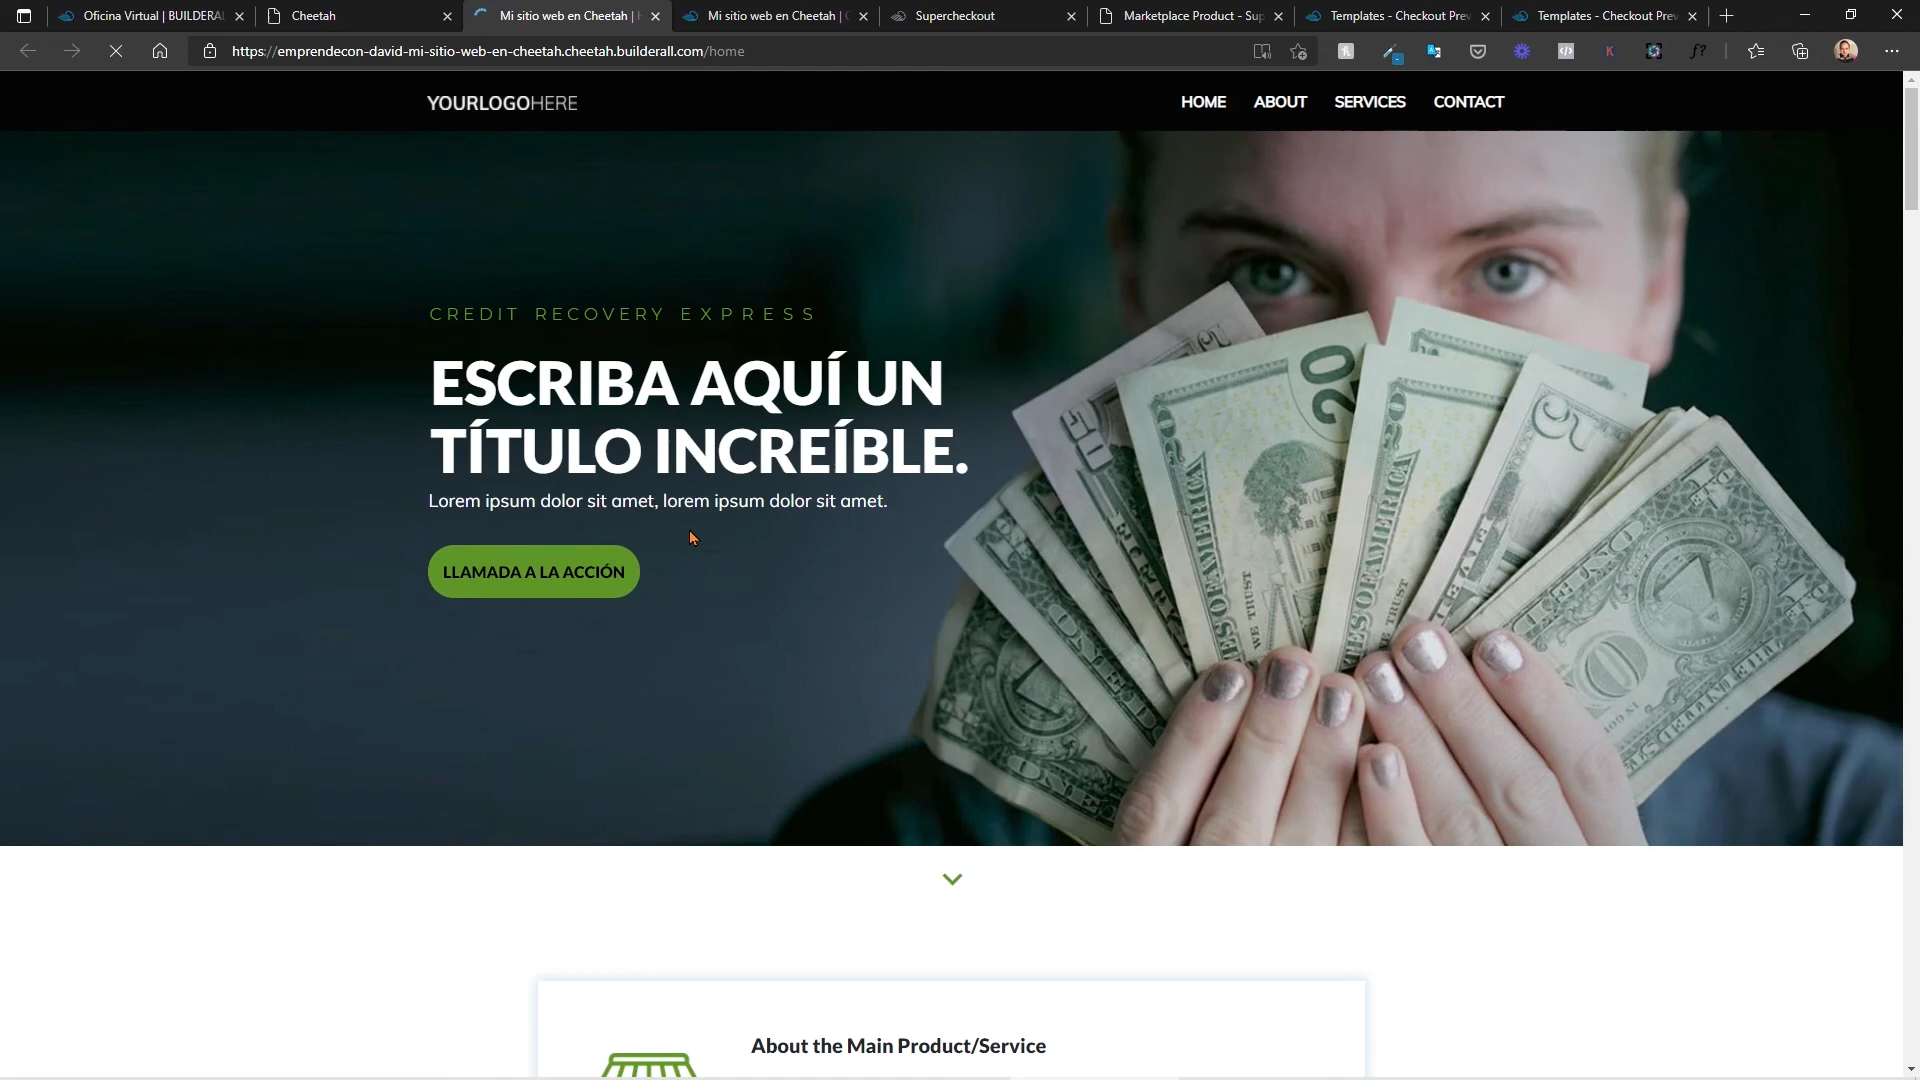 Oficina Virtual | BUILDERAL
Cheetah
Mi sitio web en Cheetah |
Mi sitio web en Cheetah |
Supercheckout
Marketplace Product - Sup
Templates - Checkout Prev
Templates - Checkout Prev
https://emprendecon-david-mi-sitio-web-en-cheetah.cheetah.builderall.com/home
YOURLOGOHERE
HOME
ABOUT
SERVICES
CONTACT
CREDIT RECOVERY EXPRESS
ESCRIBA AQUÍ UN
TÍTULO INCREÍBLE.
Lorem ipsum dolor sit amet, lorem ipsum dolor sit amet.
LLAMADA A LA ACCIÓN
About the Main Product/Service